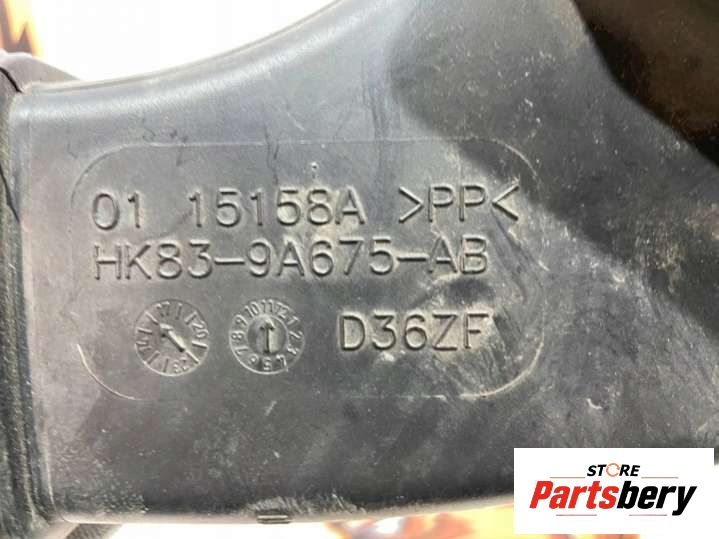 01 15158A >PP<
HK83-9A675-AB
D36ZF
STORE
Partsbery